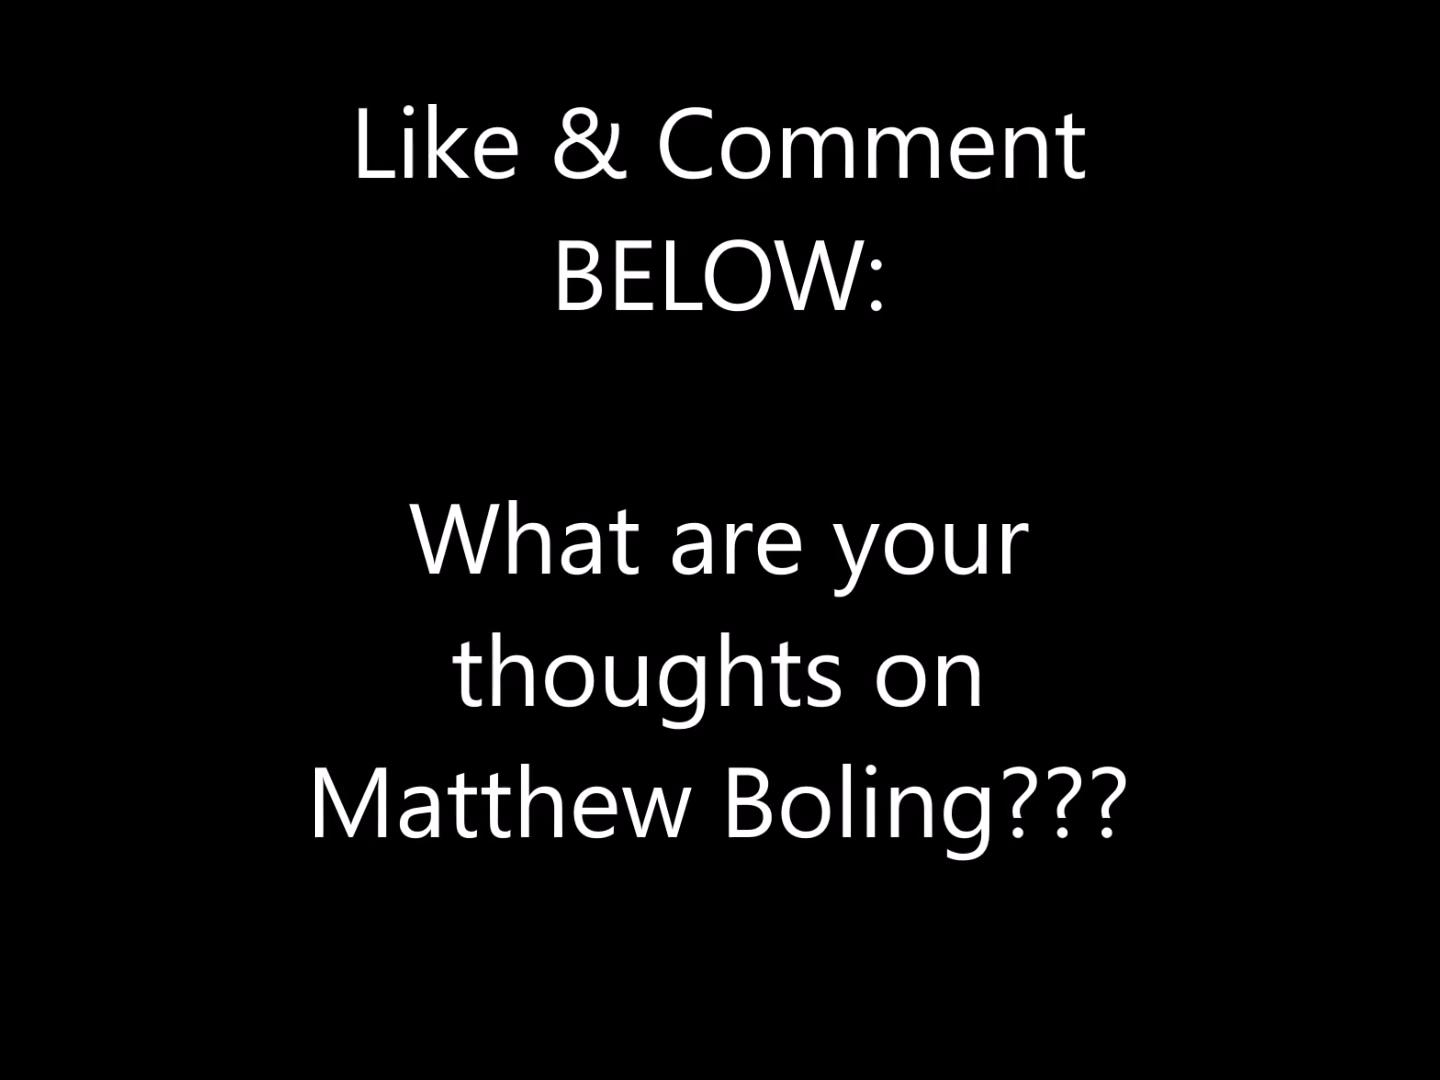 Like & Comment
BELOW:
What are your
thoughts on
Matthew Boling???